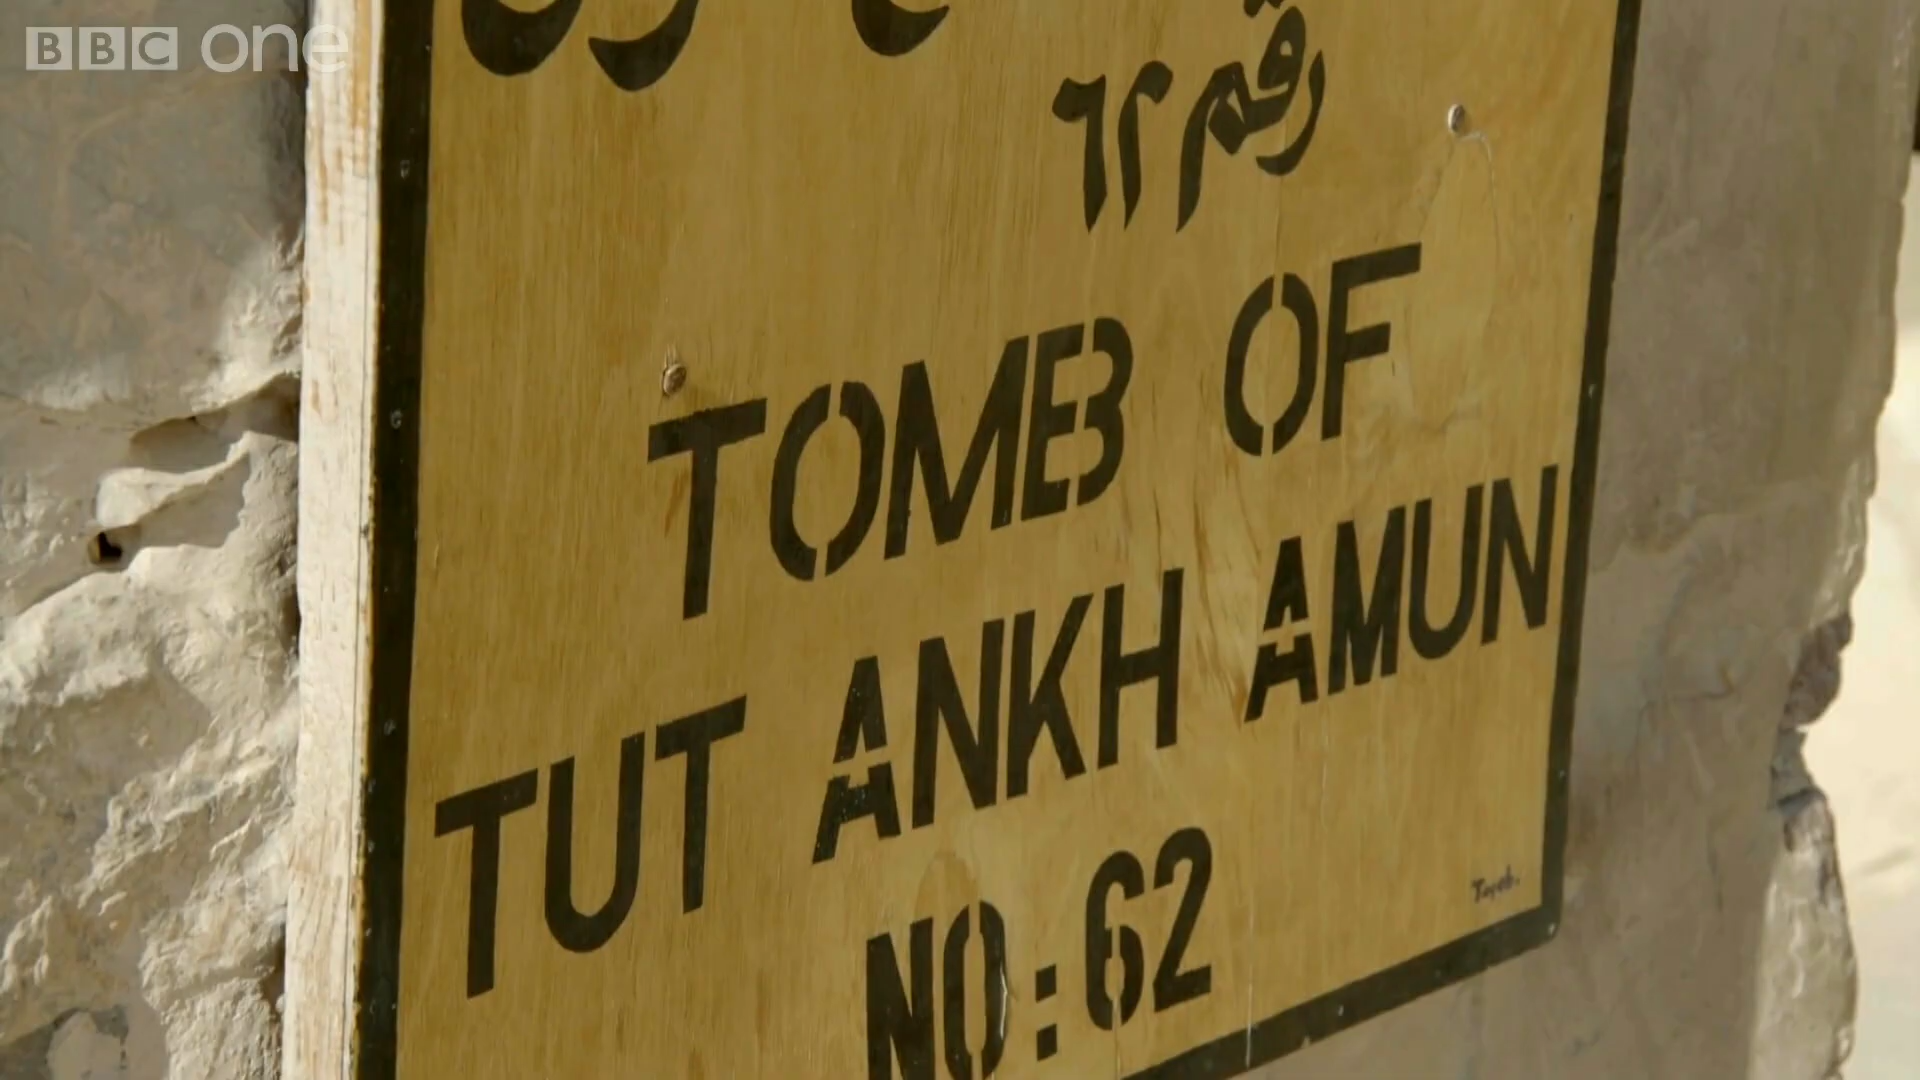 BBC one
رقم ٦٢
TOMB OF
TUT ANKH AMUN
NO:62